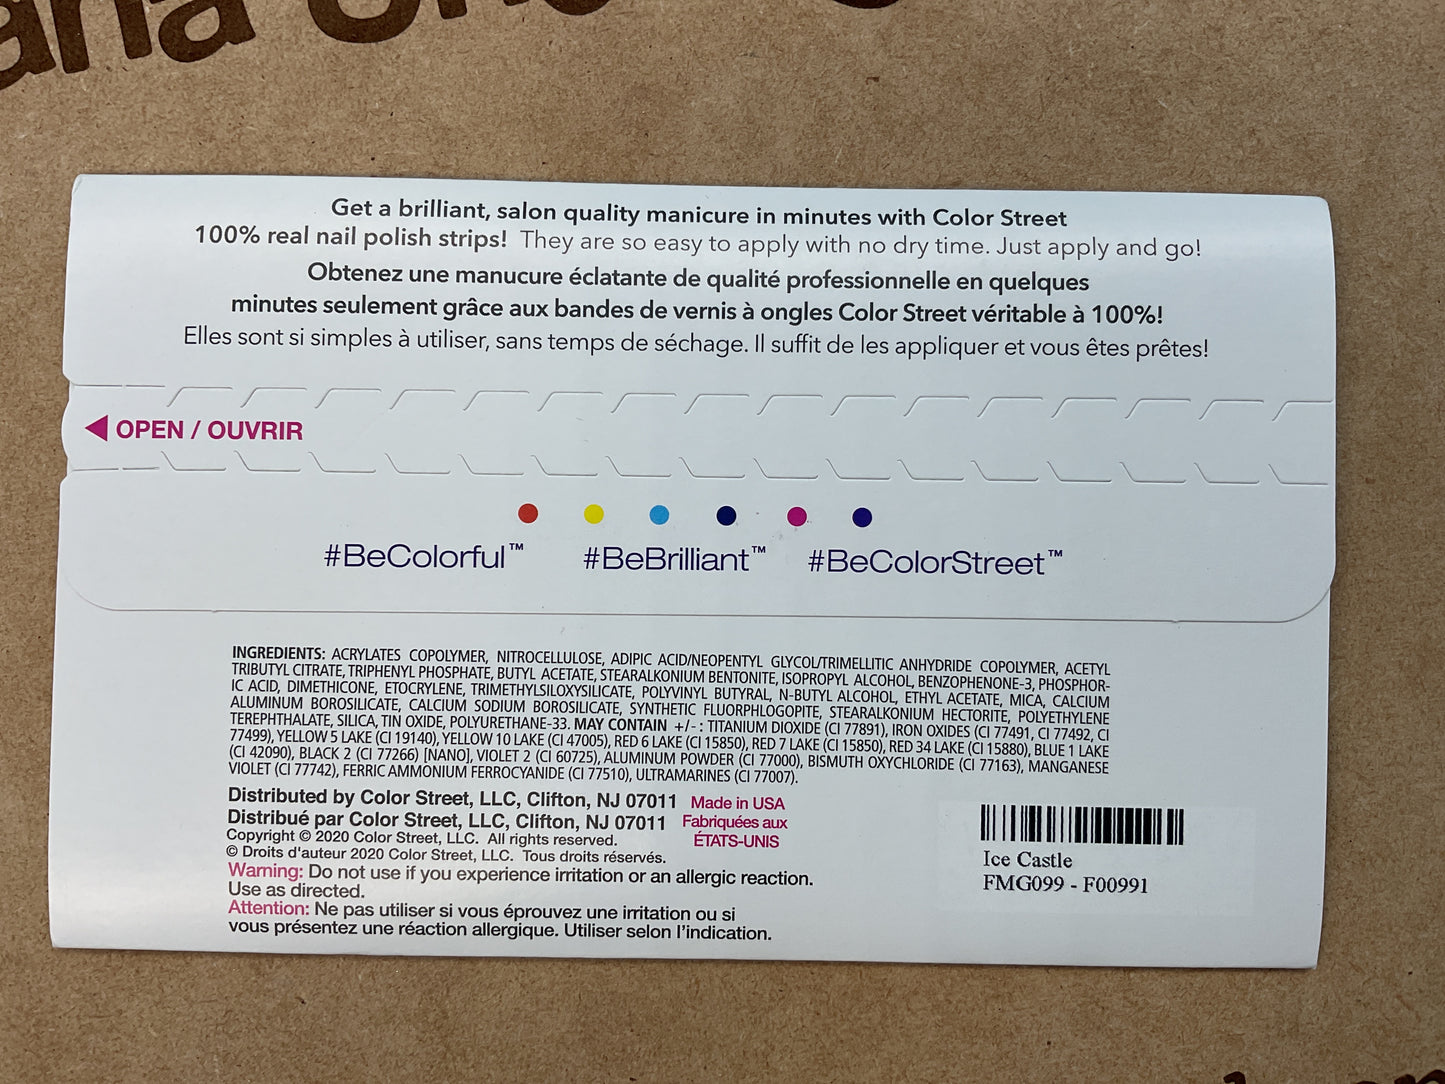 Get a brilliant, salon quality manicure in minutes with Color Street
100% real nail polish strips! They are so easy to apply with no dry time. Just apply and go!
Obtenez une manucure éclatante de qualité professionnelle en quelques
minutes seulement grâce aux bandes de vernis à ongles Color Street véritable à 100%!
Elles sont si simples à utiliser, sans temps de séchage. Il suffit de les appliquer et vous êtes prêtes!
OPEN / OUVRIR
#BeColorful™ #BeBrilliant™ #BeColorStreet™
INGREDIENTS: ACRYLATES COPOLYMER, NITROCELLULOSE, ADIPIC ACID/NEOPENTYL GLYCOL/TRIMELLITIC ANHYDRIDE COPOLYMER, ACETYL
TRIBUTYL CITRATE, TRIPHENYL PHOSPHATE, BUTYL ACETATE, STEARALKONIUM BENTONITE, ISOPROPYL ALCOHOL, BENZOPHENONE-3, PHOSPHOR-
IC ACID, DIMETHICONE, ETOCRYLENE, TRIMETHYLSILOXYSILICATE, POLYVINYL BUTYRAL, N-BUTYL ALCOHOL, ETHYL ACETATE, MICA, CALCIUM
ALUMINUM BOROSILICATE, CALCIUM SODIUM BOROSILICATE, SYNTHETIC FLUORPHLOGOPITE, STEARALKONIUM HECTORITE, POLYETHYLENE
TEREPHTHALATE, SILICA, TIN OXIDE, POLYURETHANE-33. MAY CONTAIN +/- : TITANIUM DIOXIDE (CI 77891), IRON OXIDES (CI 77491, CI 77492, CI
77499), YELLOW 5 LAKE (CI 19140), YELLOW 10 LAKE (CI 47005), RED 6 LAKE (CI 15850), RED 7 LAKE (CI 15850), RED 34 LAKE (CI 15880), BLUE 1 LAKE
(CI 42090), BLACK 2 (CI 77266) [NANO], VIOLET 2 (CI 60725), ALUMINUM POWDER (CI 77000), BISMUTH OXYCHLORIDE (CI 77163), MANGANESE
VIOLET (CI 77742), FERRIC AMMONIUM FERROCYANIDE (CI 77510), ULTRAMARINES (CI 77007).
Distributed by Color Street, LLC, Clifton, NJ 07011 Made in USA
Distribué par Color Street, LLC, Clifton, NJ 07011 Fabriquées aux
ÉTATS-UNIS
Copyright © 2020 Color Street, LLC. All rights reserved.
© Droits d'auteur 2020 Color Street, LLC. Tous droits réservés.
Warning: Do not use if you experience irritation or an allergic reaction.
Use as directed.
Attention: Ne pas utiliser si vous éprouvez une irritation ou si
vous présentez une réaction allergique. Utiliser selon l'indication.
Ice Castle
FMG099 - F00991